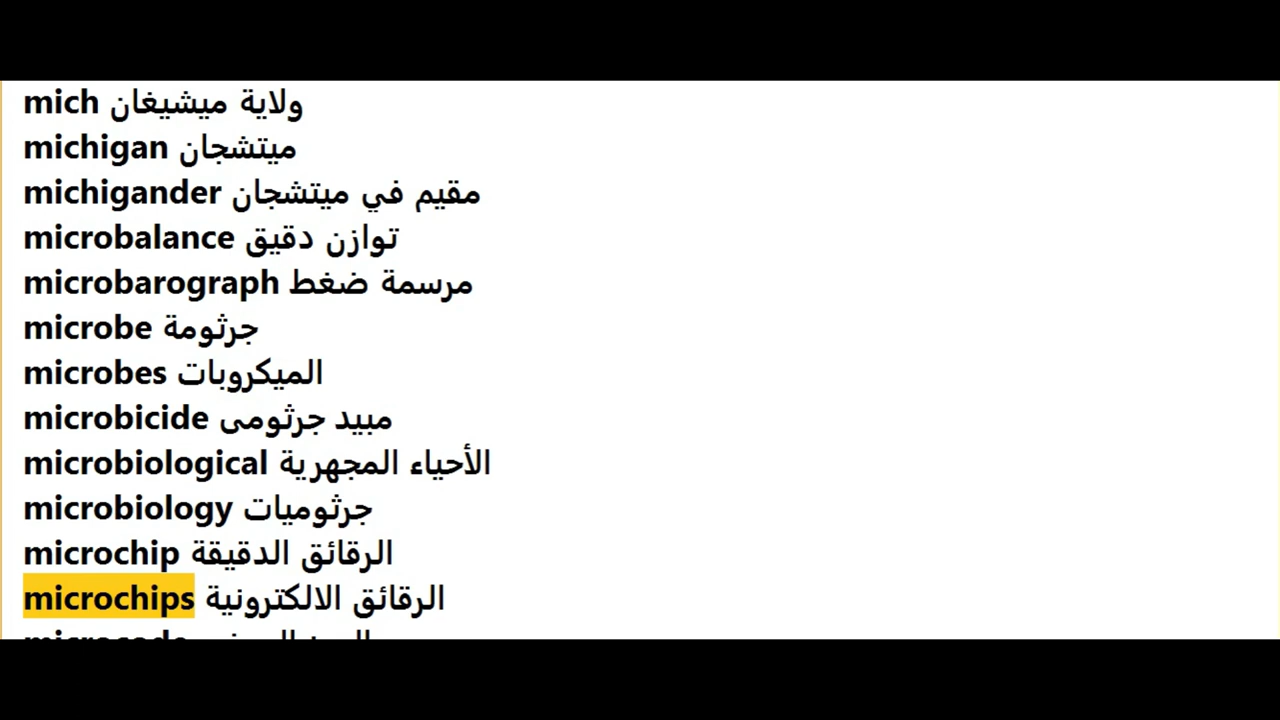 mich ولاية ميشيغان
michigan ميتشجان
michigander مقيم في ميتشجان
microbalance توازن دقيق
microbarograph مرسمة ضغط
microbe جرثومة
microbes الميكروبات
microbicide مبيد جرثومى
microbiological الأحياء المجهرية
microbiology جرثوميات
microchip الرقائق الدقيقة
microchips الرقائق الالكترونية